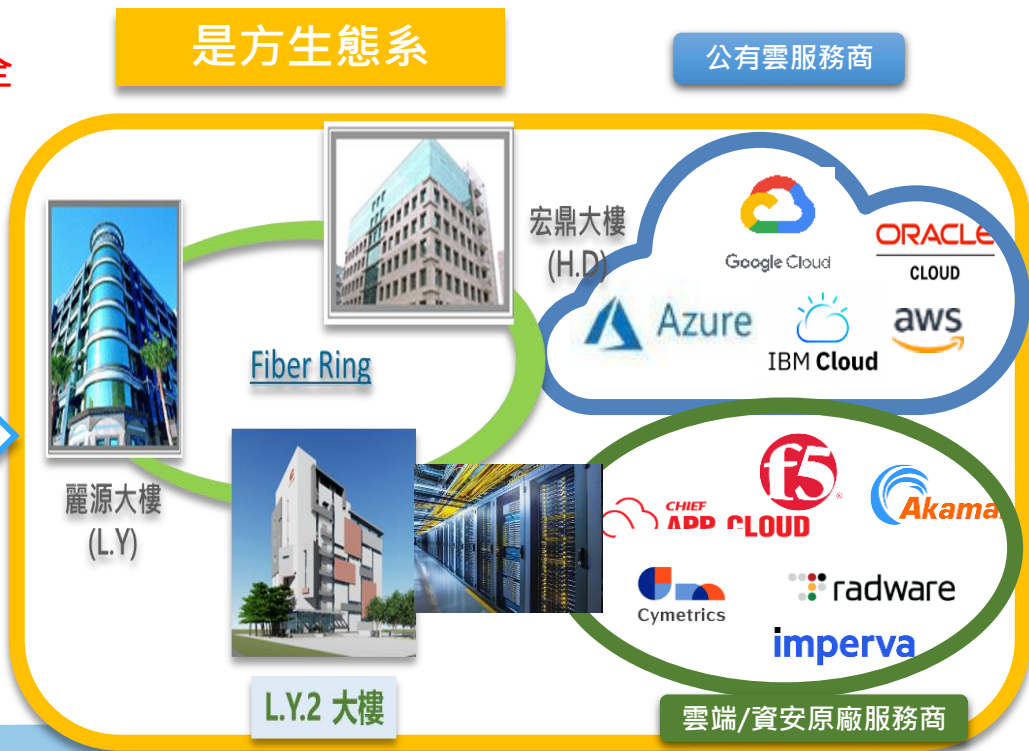 全
是方生態系
公有雲服務商
宏鼎大樓
(H.D)
Google Cloud
ORACLE
CLOUD
Azure
IBM Cloud
aws
Fiber Ring
麗源大樓
(L.Y)
L.Y.2 大樓
CHIEF
APP CLOUD
f5
Akamai
Cymetrics
radware
imperva
雲端/資安原廠服務商